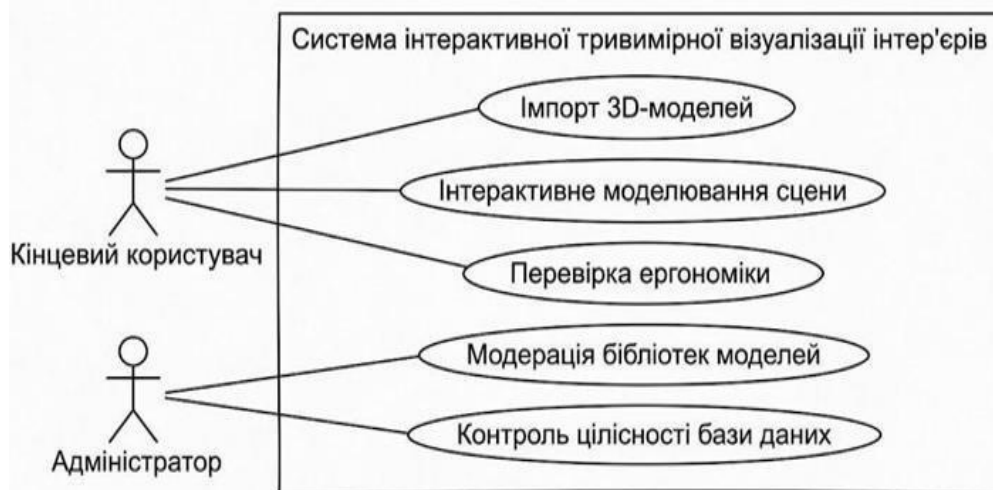 Система інтерактивної тривимірної візуалізації інтер'єрів
Імпорт 3D-моделей
Інтерактивне моделювання сцени
Кінцевий користувач
Перевірка ергономіки
Модерація бібліотек моделей
Контроль цілісності бази даних
Адміністратор